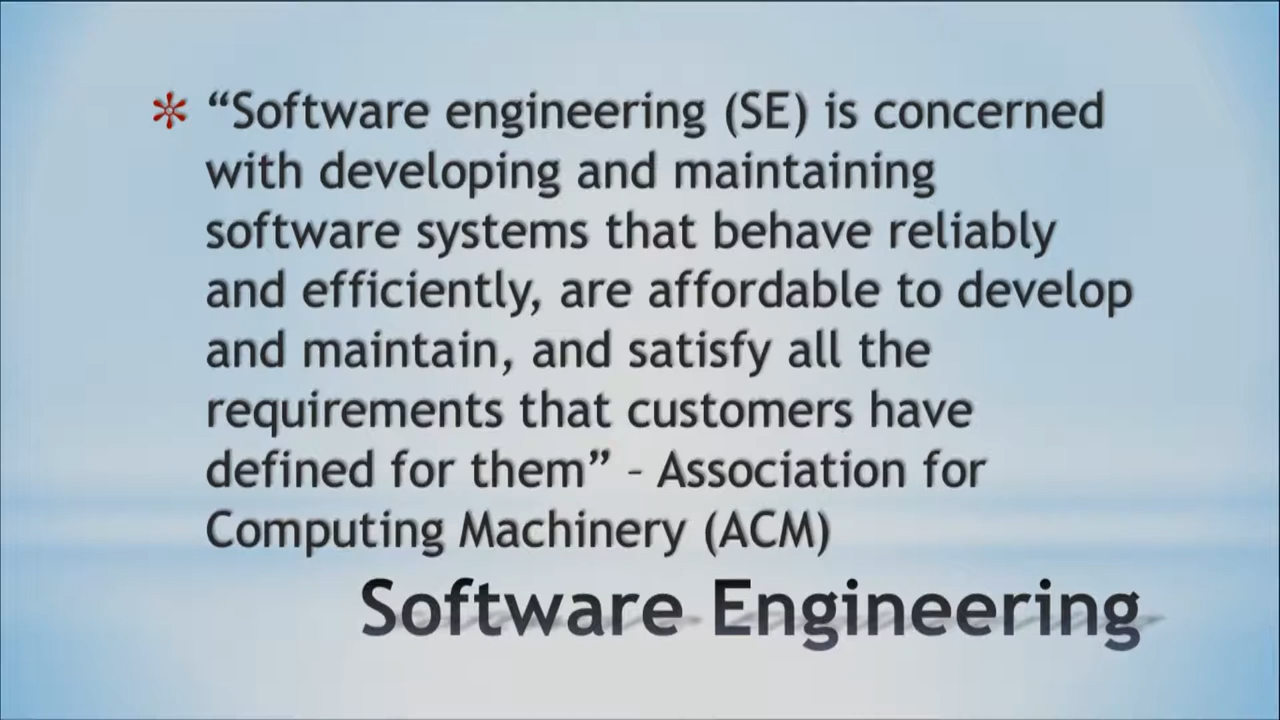 * “Software engineering (SE) is concerned
with developing and maintaining
software systems that behave reliably
and efficiently, are affordable to develop
and maintain, and satisfy all the
requirements that customers have
defined for them” – Association for
Computing Machinery (ACM)
Software Engineering